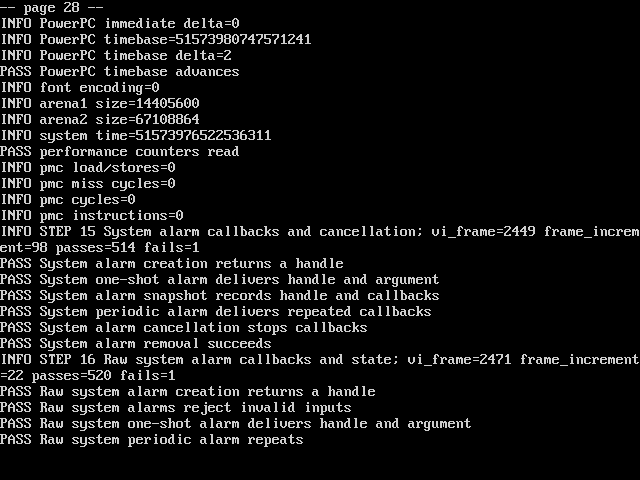 -- page 28 --
INFO PowerPC immediate delta=0
INFO PowerPC timebase=51573980747571241
INFO PowerPC timebase delta=2
PASS PowerPC timebase advances
INFO font encoding=0
INFO arena1 size=14405600
INFO arena2 size=67108864
INFO system time=51573976522536311
PASS performance counters read
INFO pmc load/stores=0
INFO pmc miss cycles=0
INFO pmc cycles=0
INFO pmc instructions=0
INFO STEP 15 System alarm callbacks and cancellation; vi_frame=2449 frame_increm
ent=98 passes=514 fails=1
PASS System alarm creation returns a handle
PASS System one-shot alarm delivers handle and argument
PASS System alarm snapshot records handle and callbacks
PASS System periodic alarm delivers repeated callbacks
PASS System alarm cancellation stops callbacks
PASS System alarm removal succeeds
INFO STEP 16 Raw system alarm callbacks and state; vi_frame=2471 frame_increment
=22 passes=520 fails=1
PASS Raw system alarm creation returns a handle
PASS Raw system alarms reject invalid inputs
PASS Raw system one-shot alarm delivers handle and argument
PASS Raw system periodic alarm repeats